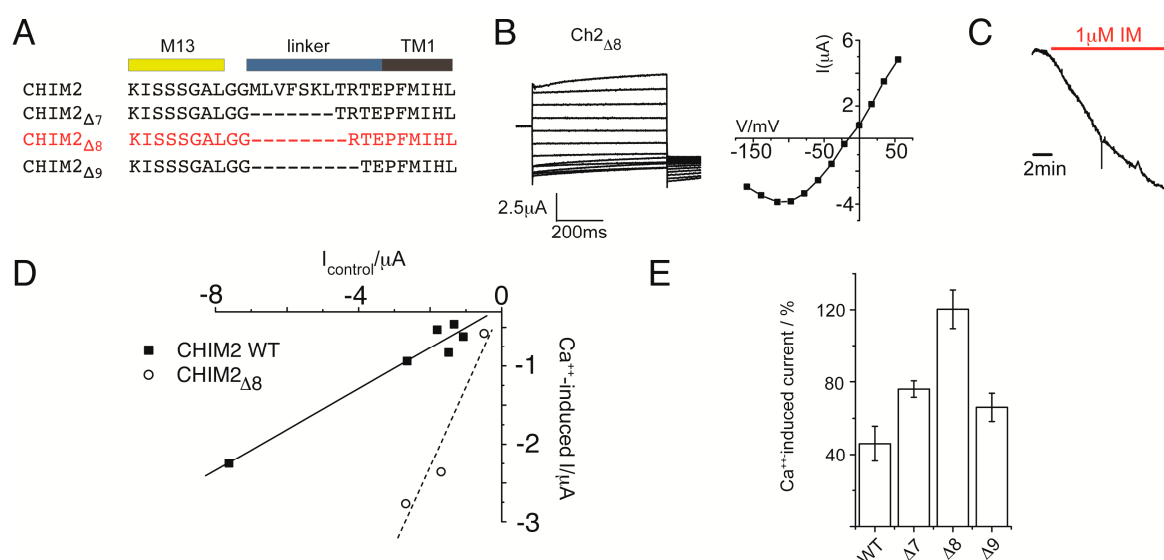 A
M13 linker TM1
CHIM2 KISSSGALGGMLVFSKLTRTEPFMIHL
CHIM2Δ7 KISSSGALGG-------TRTEPFMIHL
CHIM2Δ8 KISSSGALGG--------RTEPFMIHL
CHIM2Δ9 KISSSGALGG---------TEPFMIHL
B
Ch2Δ8
2.5μA
200ms
I(μA)
6
2
-4
V/mV
-150 -50 0 50
C
1μM IM
2min
D
Icontrol/μA
-8 -4 0
-1
-2
-3
Ca++-induced I/μA
CHIM2 WT
CHIM2Δ8
E
Ca++induced current / %
120
80
40
WT Δ7 Δ8 Δ9